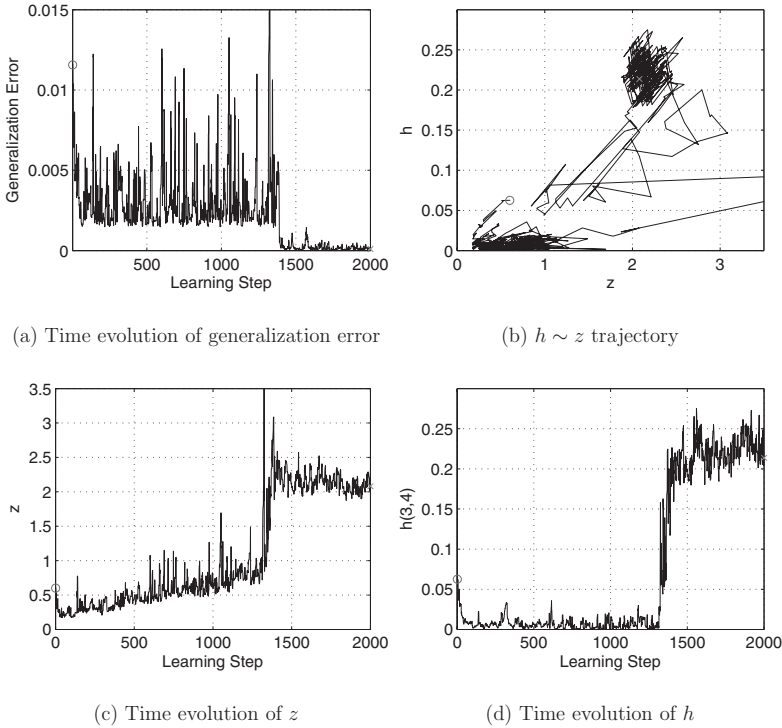 0.015
0.01
0.005
0
Generalization Error
500 1000 1500 2000
Learning Step
(a) Time evolution of generalization error
0.25
0.2
0.15
0.1
0.05
0
h
0 1 2 3
z
(b) h ∼ z trajectory
3.5
3
2.5
2
1.5
1
0.5
0
z
0 500 1000 1500 2000
Learning Step
(c) Time evolution of z
0.25
0.2
0.15
0.1
0.05
0
h(3,4)
0 500 1000 1500 2000
Learning Step
(d) Time evolution of h